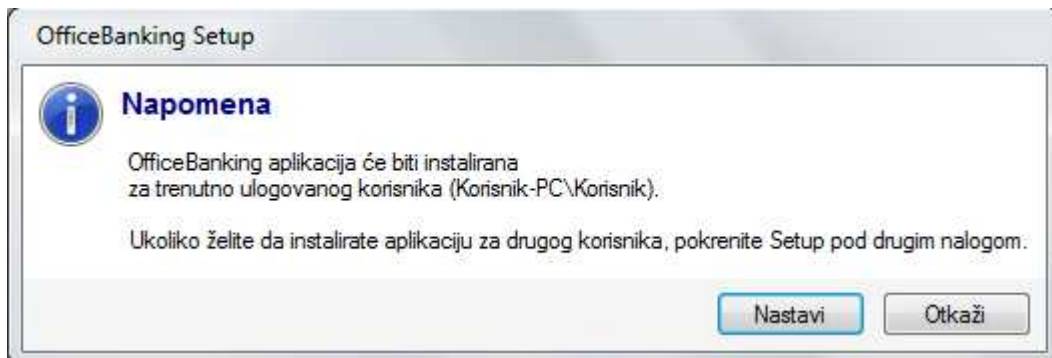 OfficeBanking Setup
Napomena
OfficeBanking aplikacija će biti instalirana
za trenutno ulogovanog korisnika (Korisnik-PC\Korisnik).
Ukoliko želite da instalirate aplikaciju za drugog korisnika, pokrenite Setup pod drugim nalogom.
Nastavi Otkaži